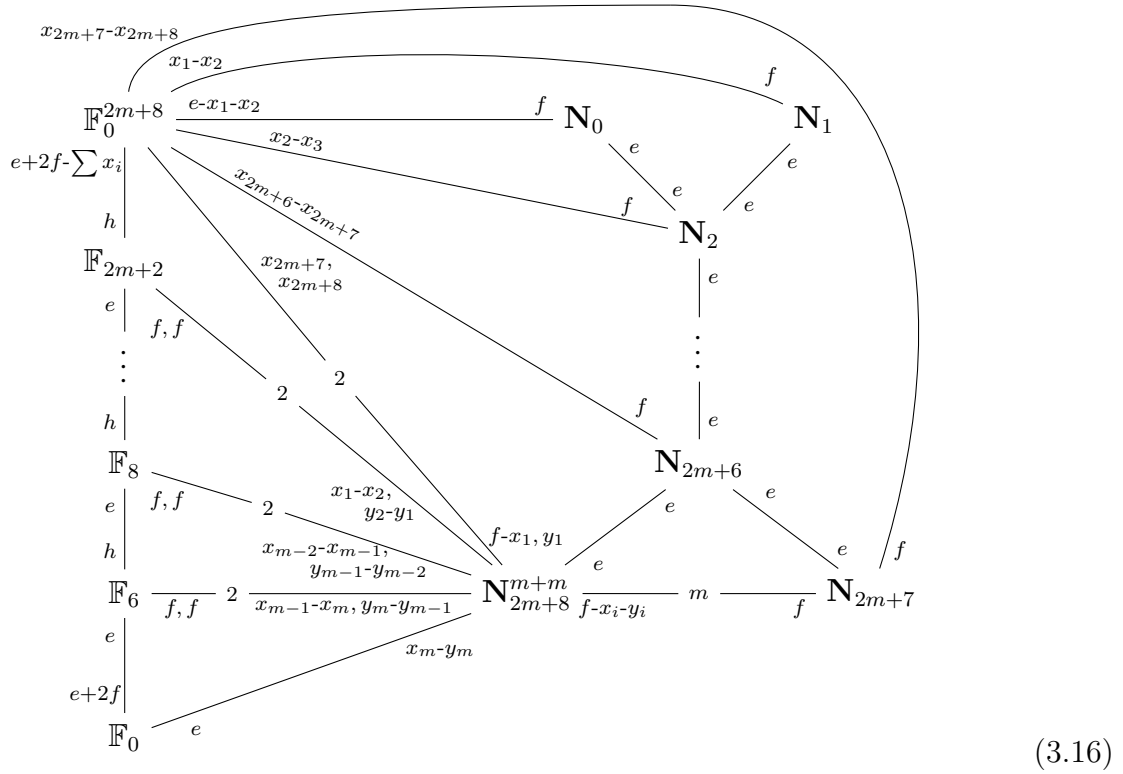 x_{2m+7}-x_{2m+8}
x_1-x_2
f
𝔽_0^{2m+8}
e-x_1-x_2
f
𝐍_0
𝐍_1
e+2f-∑x_i
x_2-x_3
e
e
x_{2m+6}-x_{2m+7}
f
e
e
h
𝐍_2
𝔽_{2m+2}
x_{2m+7},
x_{2m+8}
e
e
f, f
⋮
⋮
2
2
h
f
e
𝔽_8
𝐍_{2m+6}
e
f, f
2
x_1-x_2,
y_2-y_1
e
e
h
x_{m-2}-x_{m-1},
y_{m-1}-y_{m-2}
f-x_1, y_1
e
e
f
𝔽_6
f, f
2
x_{m-1}-x_m, y_m-y_{m-1}
𝐍_{2m+8}^{m+m}
f-x_i-y_i
m
f
𝐍_{2m+7}
e
x_m-y_m
e+2f
𝔽_0
e
(3.16)